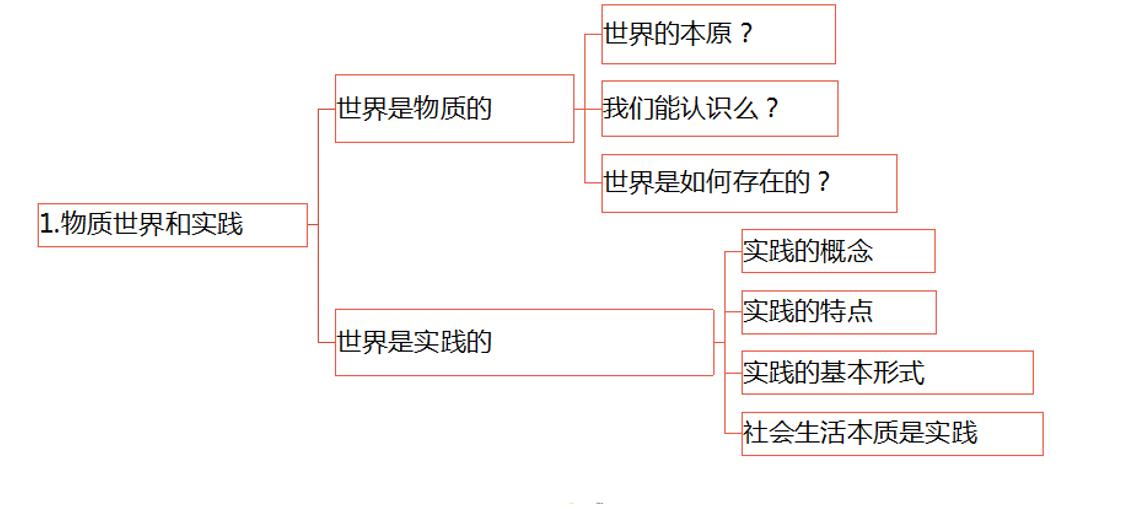 世界的本原？
世界是物质的
我们能认识么？
世界是如何存在的？
1.物质世界和实践
实践的概念
实践的特点
世界是实践的
实践的基本形式
社会生活本质是实践